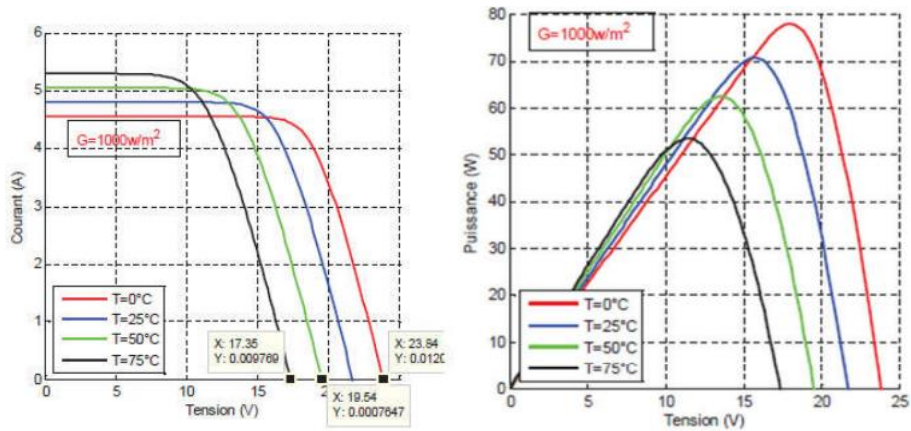 6
5
4
3
2
1
0
Courant (A)
G=1000w/m²
T=0°C
T=25°C
T=50°C
T=75°C
X: 17.35
Y: 0.009769
X: 23.84
Y: 0.0120
X: 19.54
Y: 0.0007647
0
5
10
15
2
Tension (V)
80
70
60
50
40
30
20
10
0
Puissance (W)
G=1000w/m²
T=0°C
T=25°C
T=50°C
T=75°C
0
5
10
15
20
25
Tension (V)